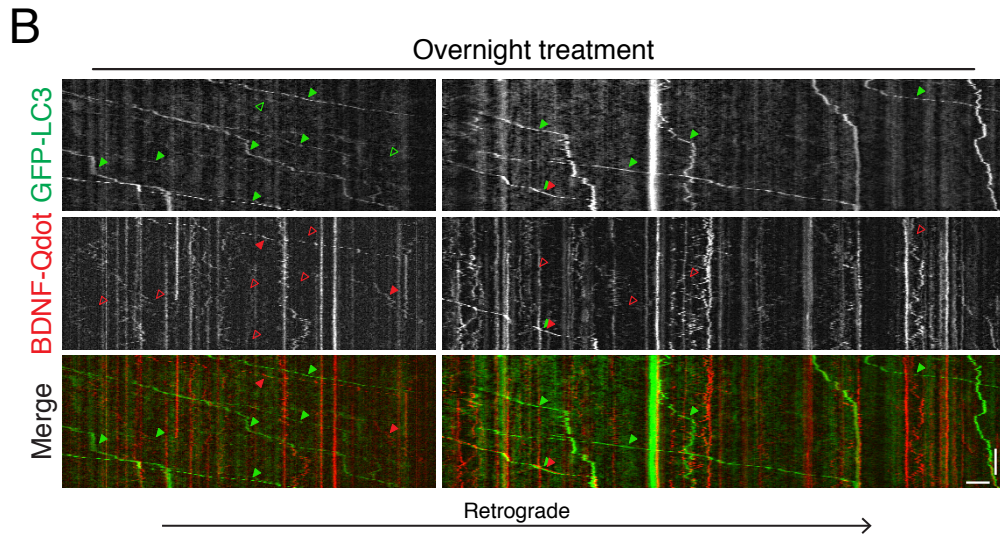 B
Overnight treatment
GFP-LC3
BDNF-Qdot
Merge
Retrograde